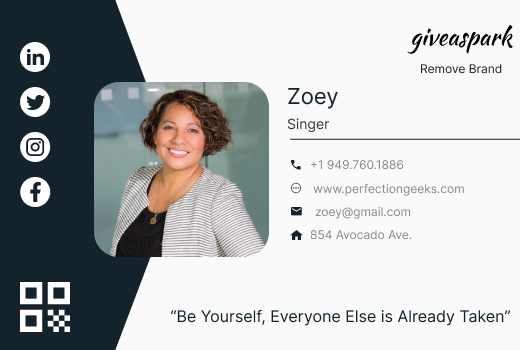 giveaspark
Remove Brand
Zoey
Singer
+1 949.760.1886
www.perfectiongeeks.com
zoey@gmail.com
854 Avocado Ave.
“Be Yourself, Everyone Else is Already Taken”